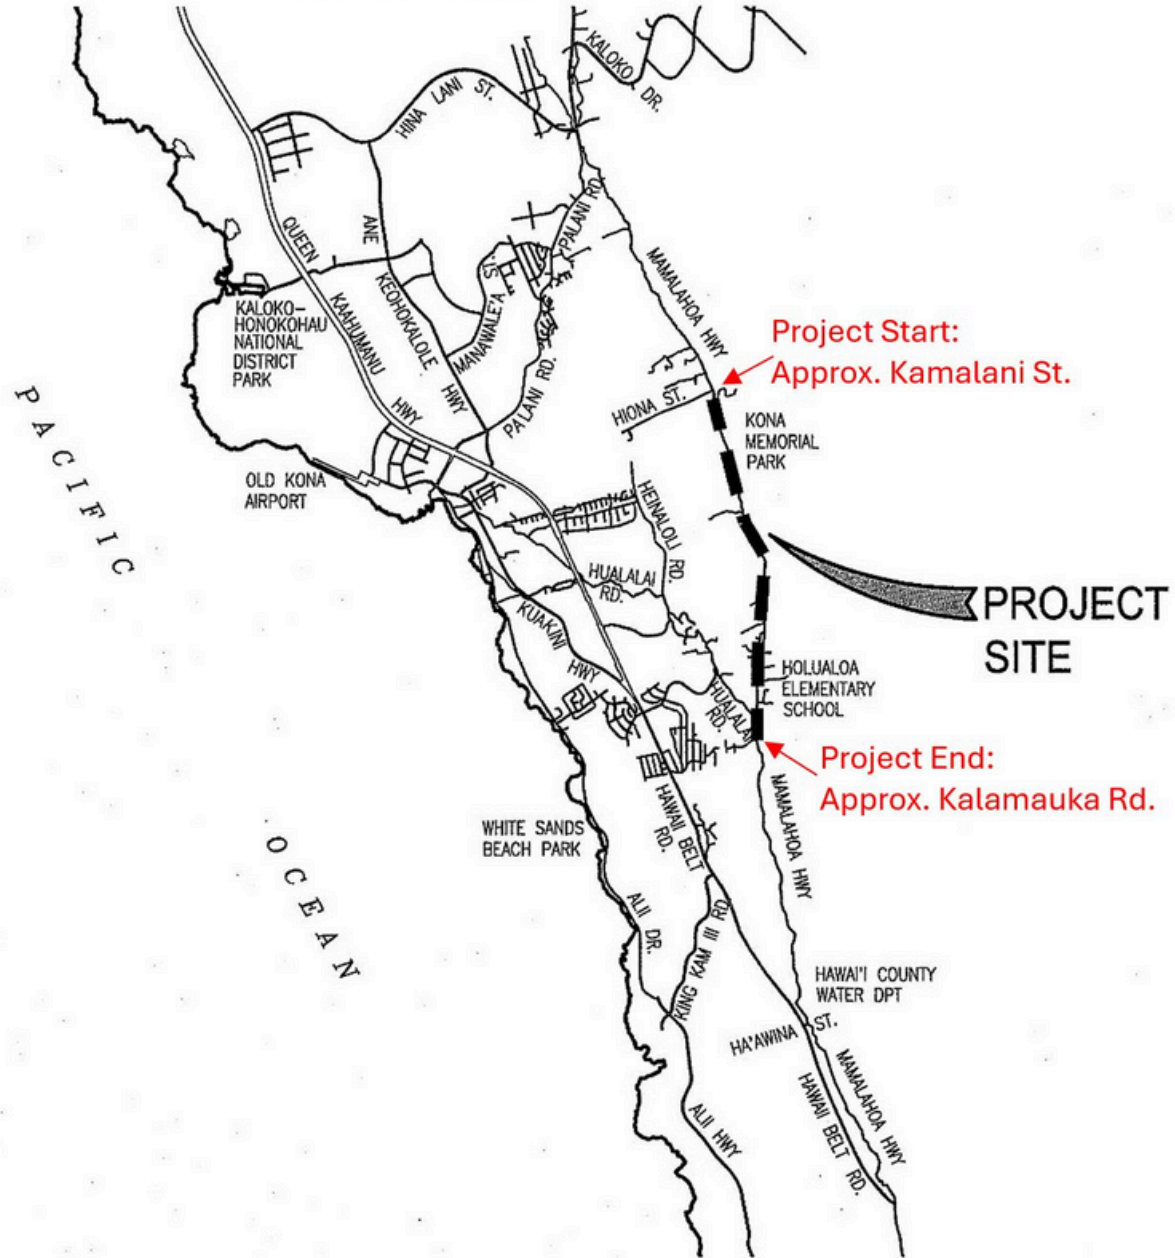 KALOKO
DR.
HINA LANI ST.
PALANI RD.
QUEEN
KAAHUMANU
HWY
ANE
KEOHOKALOLE
HWY
MANAWALE'A
ST.
MAMALAHOA HWY
KALOKO–
HONOKOHAU
NATIONAL
DISTRICT
PARK
Project Start:
Approx. Kamalani St.
PALANI RD.
HIONA ST.
KONA
MEMORIAL
PARK
PACIFIC
OLD KONA
AIRPORT
HEINALOLI RD.
HUALALAI
RD.
PROJECT
SITE
KUAKINI
HWY
HOLUALOA
ELEMENTARY
SCHOOL
HUALALAI
RD.
Project End:
Approx. Kalamauka Rd.
HAWAII BELT
RD.
MAMALAHOA HWY
WHITE SANDS
BEACH PARK
OCEAN
ALII DR.
KING KAM III RD.
HAWAI'I COUNTY
WATER DPT
HA'AWINA ST.
MAMALAHOA HWY
HAWAII BELT RD.
ALII HWY